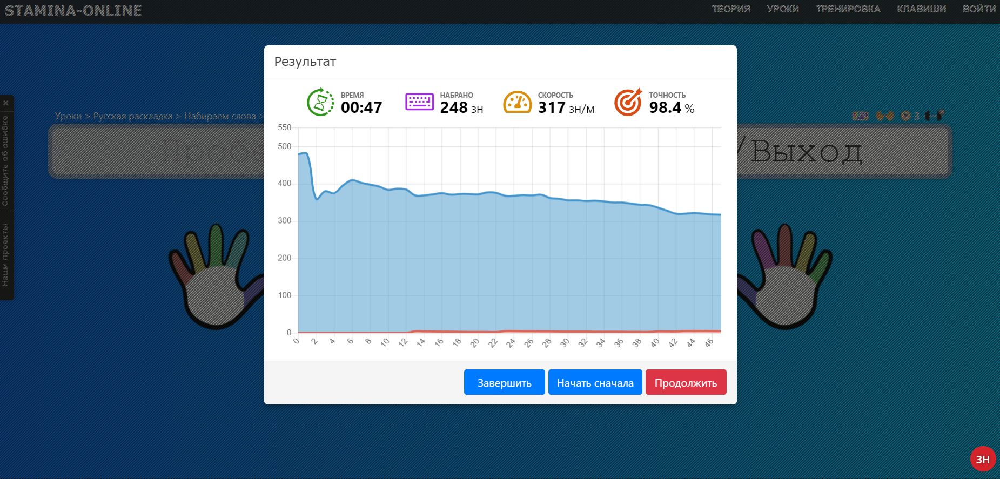 STAMINA-ONLINE
ТЕОРИЯ УРОКИ ТРЕНИРОВКА КЛАВИШИ ВОЙТИ
Сообщить об ошибке
Наши проекты
Уроки > Русская раскладка > Набираем слова >
3
Пробе
/Выход
Результат
ВРЕМЯ
00:47
НАБРАНО
248 зн
СКОРОСТЬ
317 зн/м
ТОЧНОСТЬ
98.4 %
550
500
400
300
200
100
0
0 2 4 6 8 10 12 14 16 18 20 22 24 26 28 30 32 34 36 38 40 42 44 46
Завершить Начать сначала Продолжить
ЗН